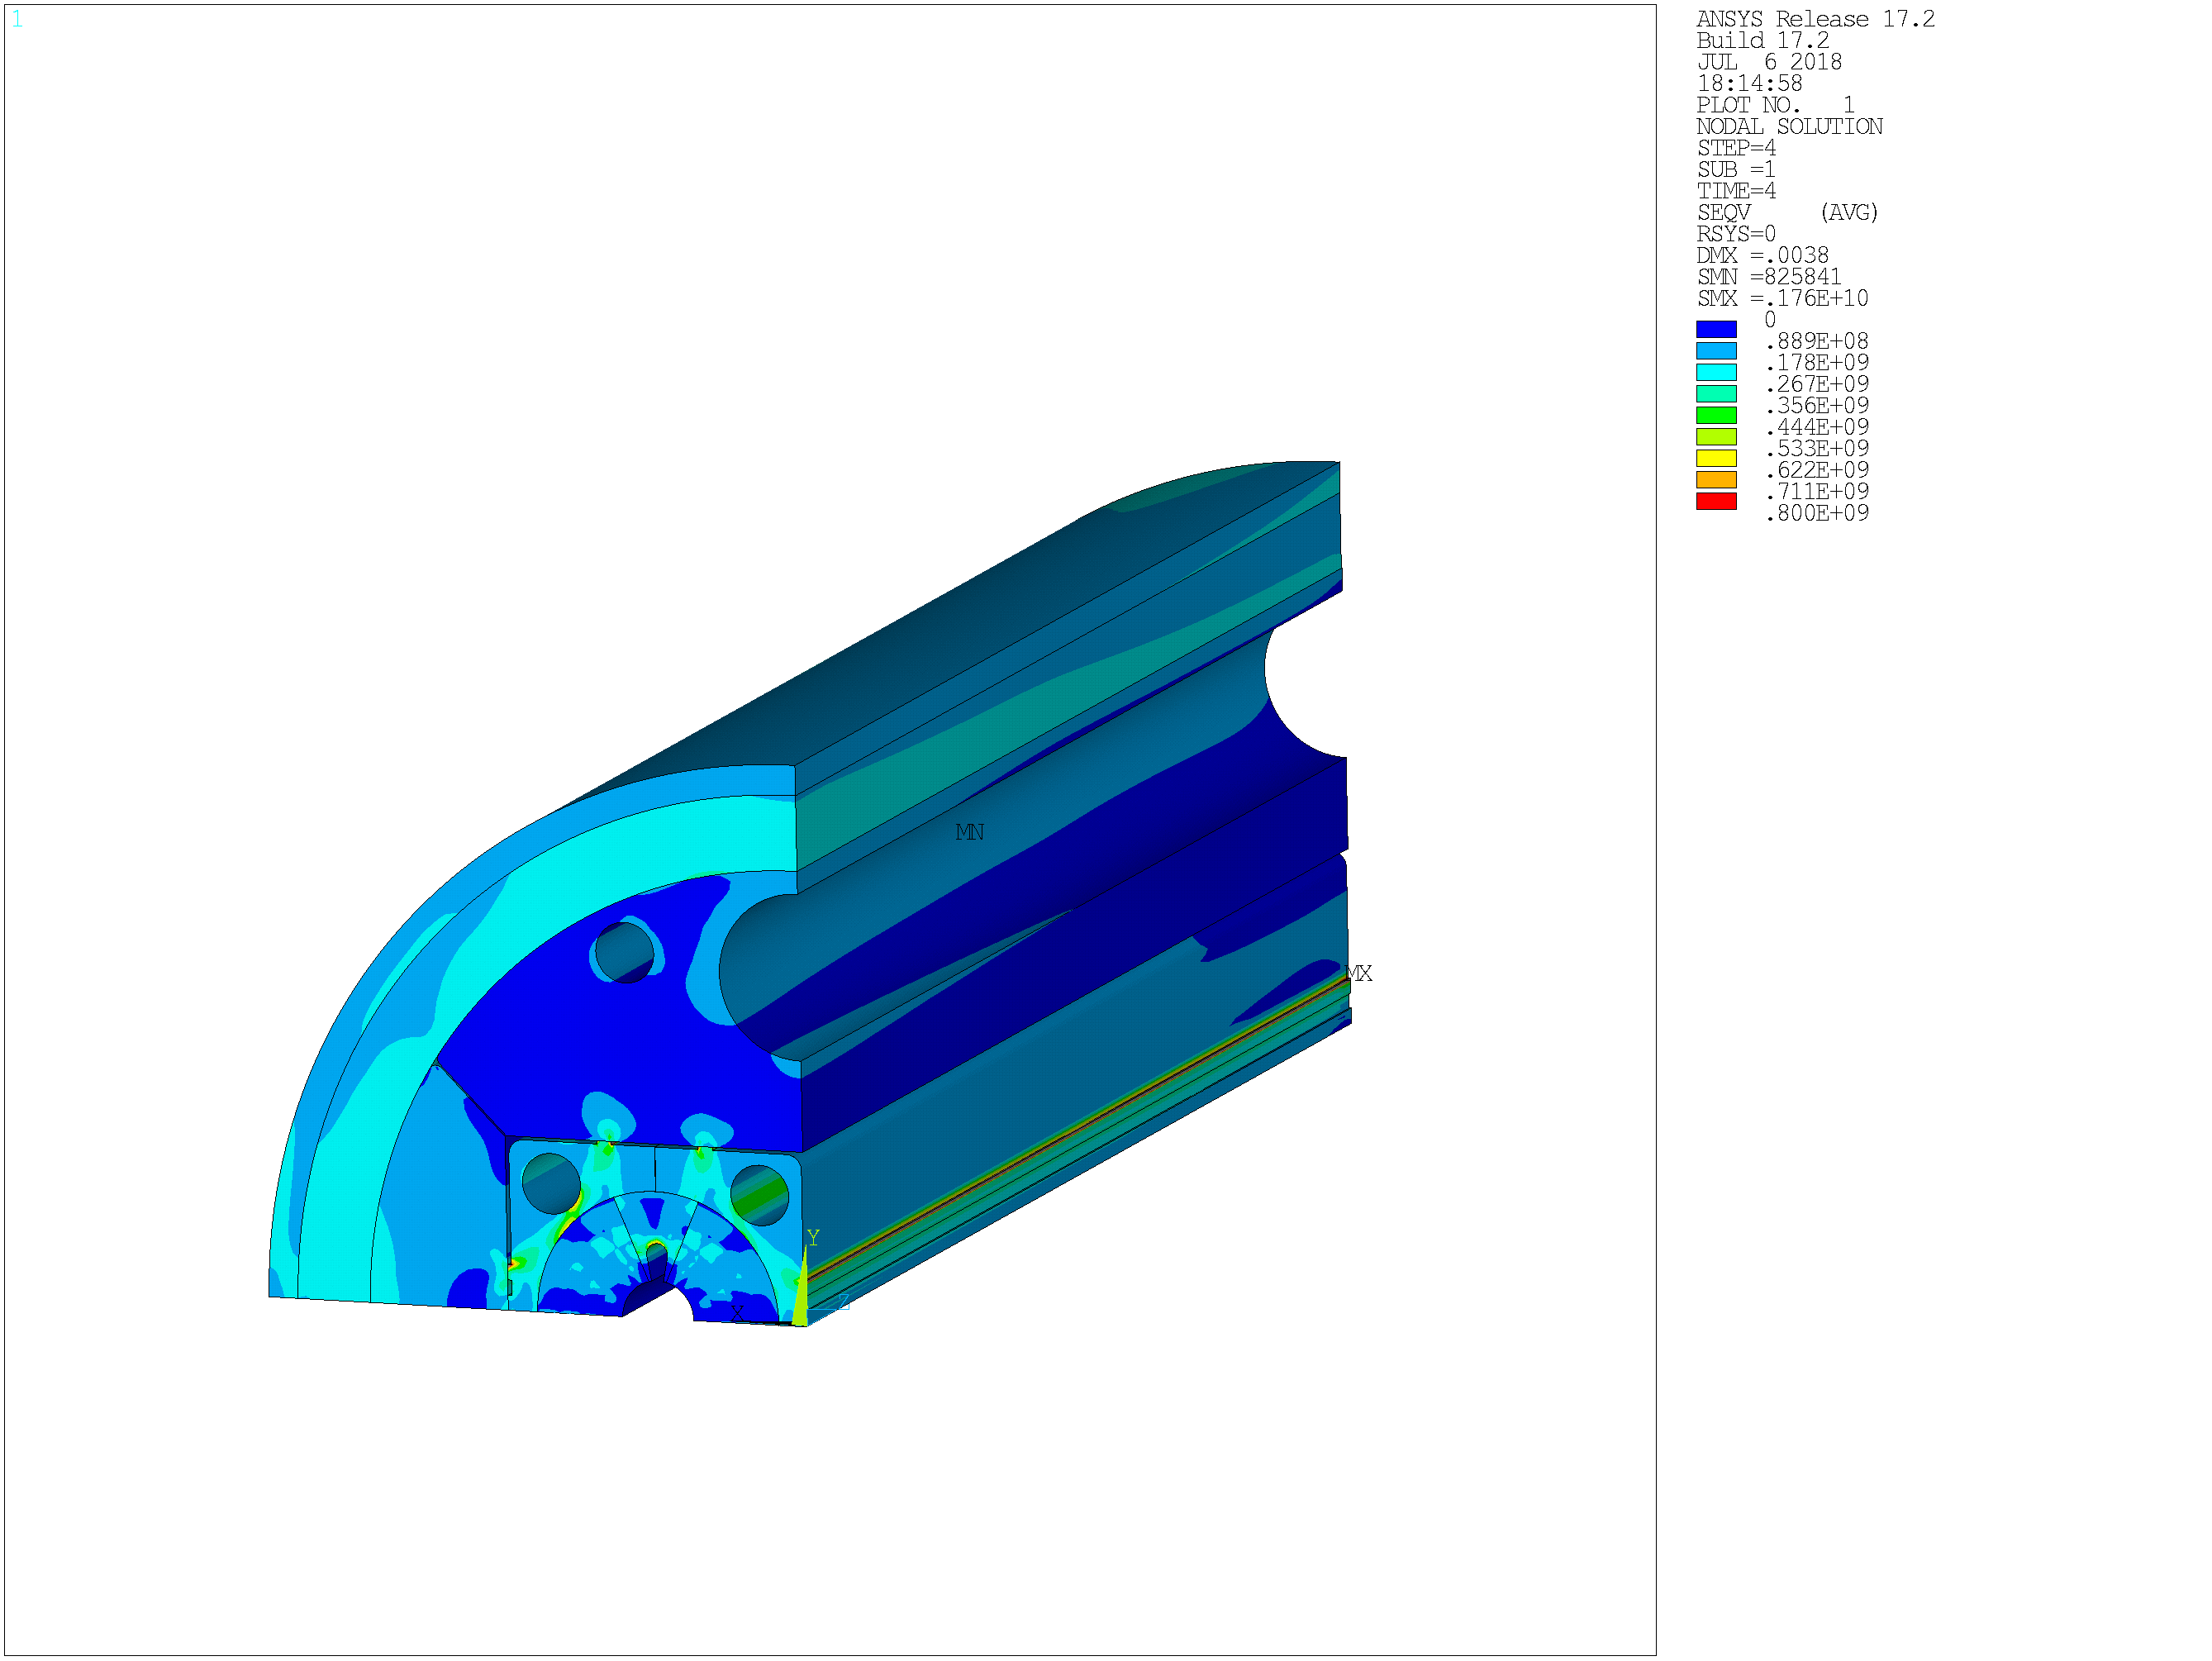 1
ANSYS Release 17.2
Build 17.2
JUL  6 2018
18:14:58
PLOT NO.   1
NODAL SOLUTION
STEP=4
SUB =1
TIME=4
SEQV     (AVG)
RSYS=0
DMX =.0038
SMN =825841
SMX =.176E+10
0
.889E+08
.178E+09
.267E+09
.356E+09
.444E+09
.533E+09
.622E+09
.711E+09
.800E+09
MN
MX
Y
X
Z